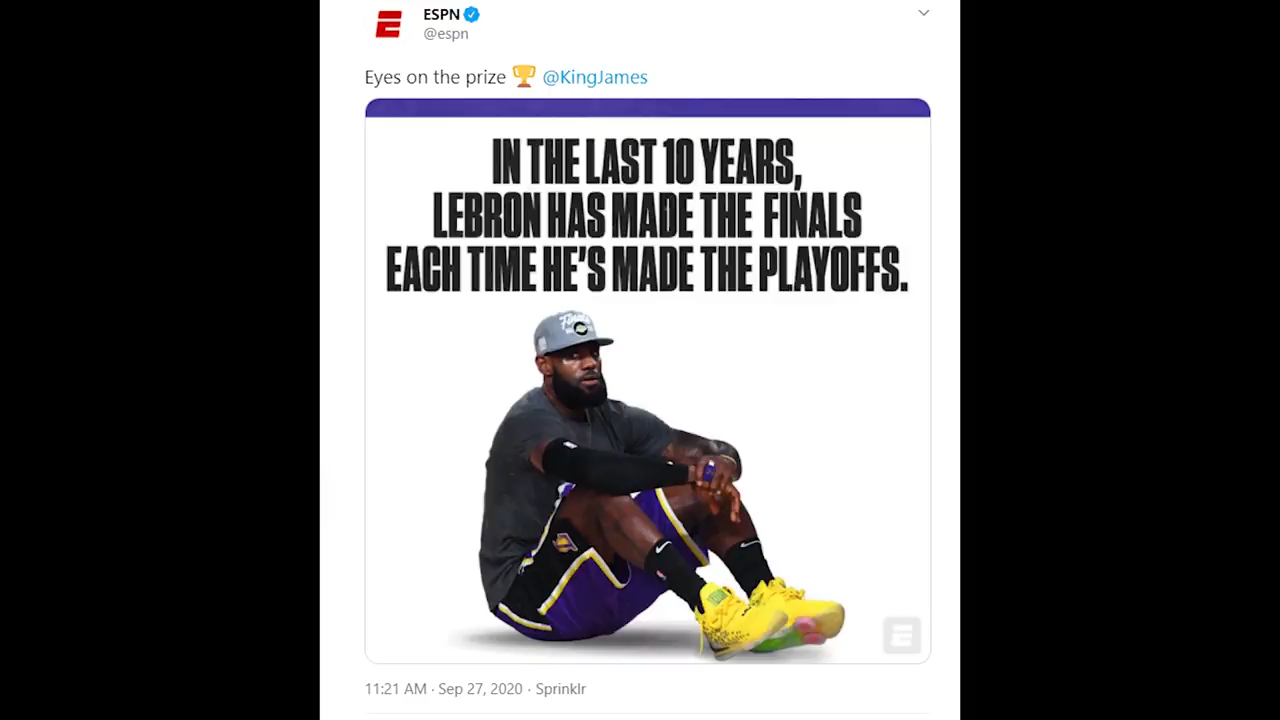 ESPN
@espn
Eyes on the prize 🏆 @KingJames
IN THE LAST 10 YEARS,
LEBRON HAS MADE THE FINALS
EACH TIME HE'S MADE THE PLAYOFFS.
Finals
11:21 AM · Sep 27, 2020 · Sprinklr